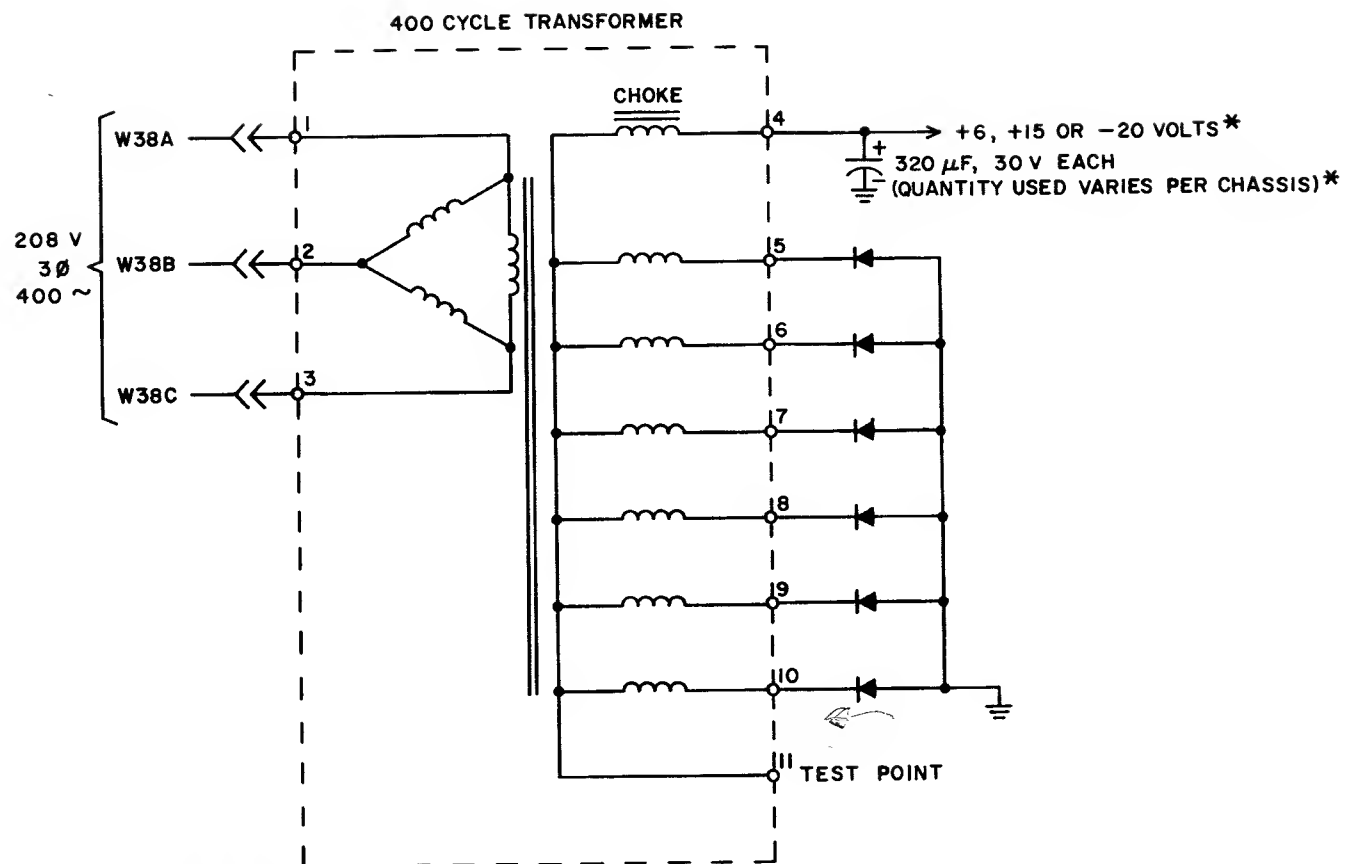 400 CYCLE TRANSFORMER
CHOKE
W38A
1
4
+6, +15 OR −20 VOLTS*
+
320 µF, 30 V EACH
−
(QUANTITY USED VARIES PER CHASSIS)*
208 V
3Ø
400 ~
W38B
2
5
6
W38C
3
7
8
9
10
11 TEST POINT